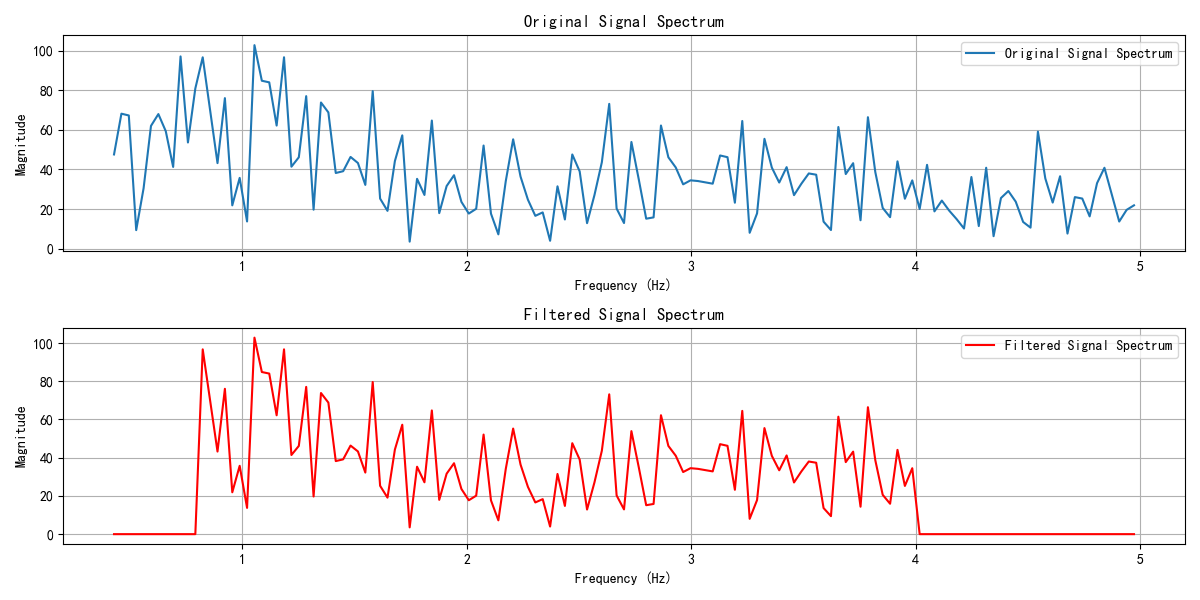 Original Signal Spectrum
100
80
60
40
20
0
Magnitude
Original Signal Spectrum
1
2
3
4
5
Frequency (Hz)
Filtered Signal Spectrum
100
80
60
40
20
0
Magnitude
Filtered Signal Spectrum
1
2
3
4
5
Frequency (Hz)